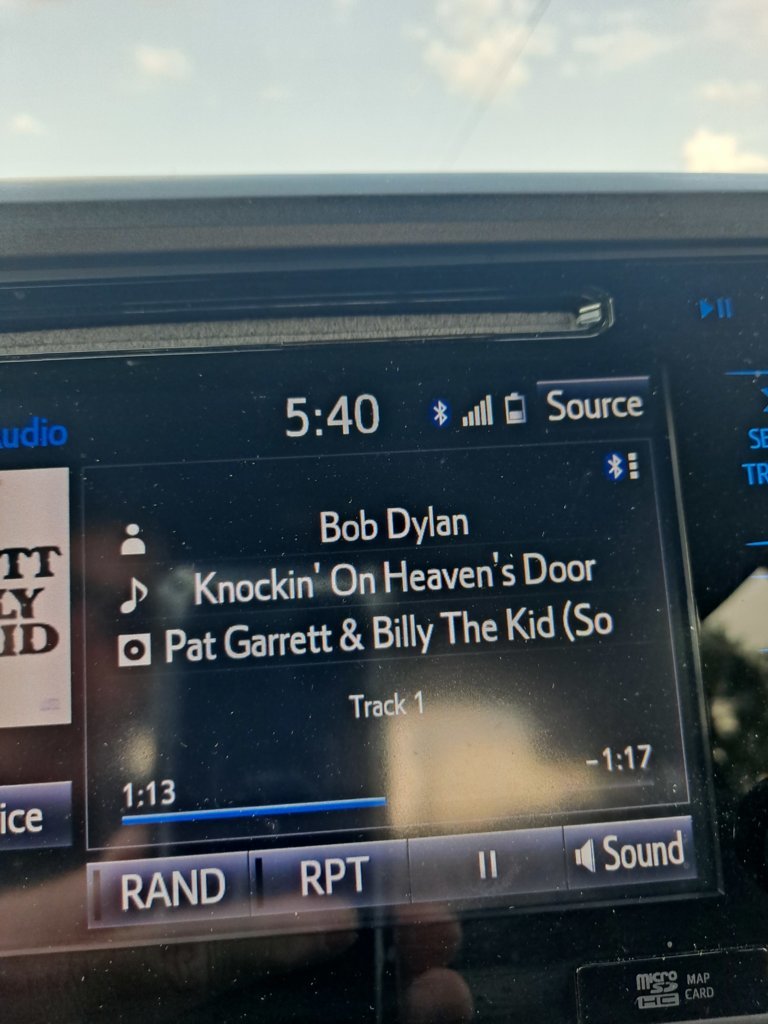 5:40
Source
Audio
Bob Dylan
Knockin' On Heaven's Door
Pat Garrett & Billy The Kid (So
Track 1
1:13
-1:17
TT
LY
ID
ice
RAND
RPT
Sound
SE
TR
micro
SD
HC
MAP
CARD